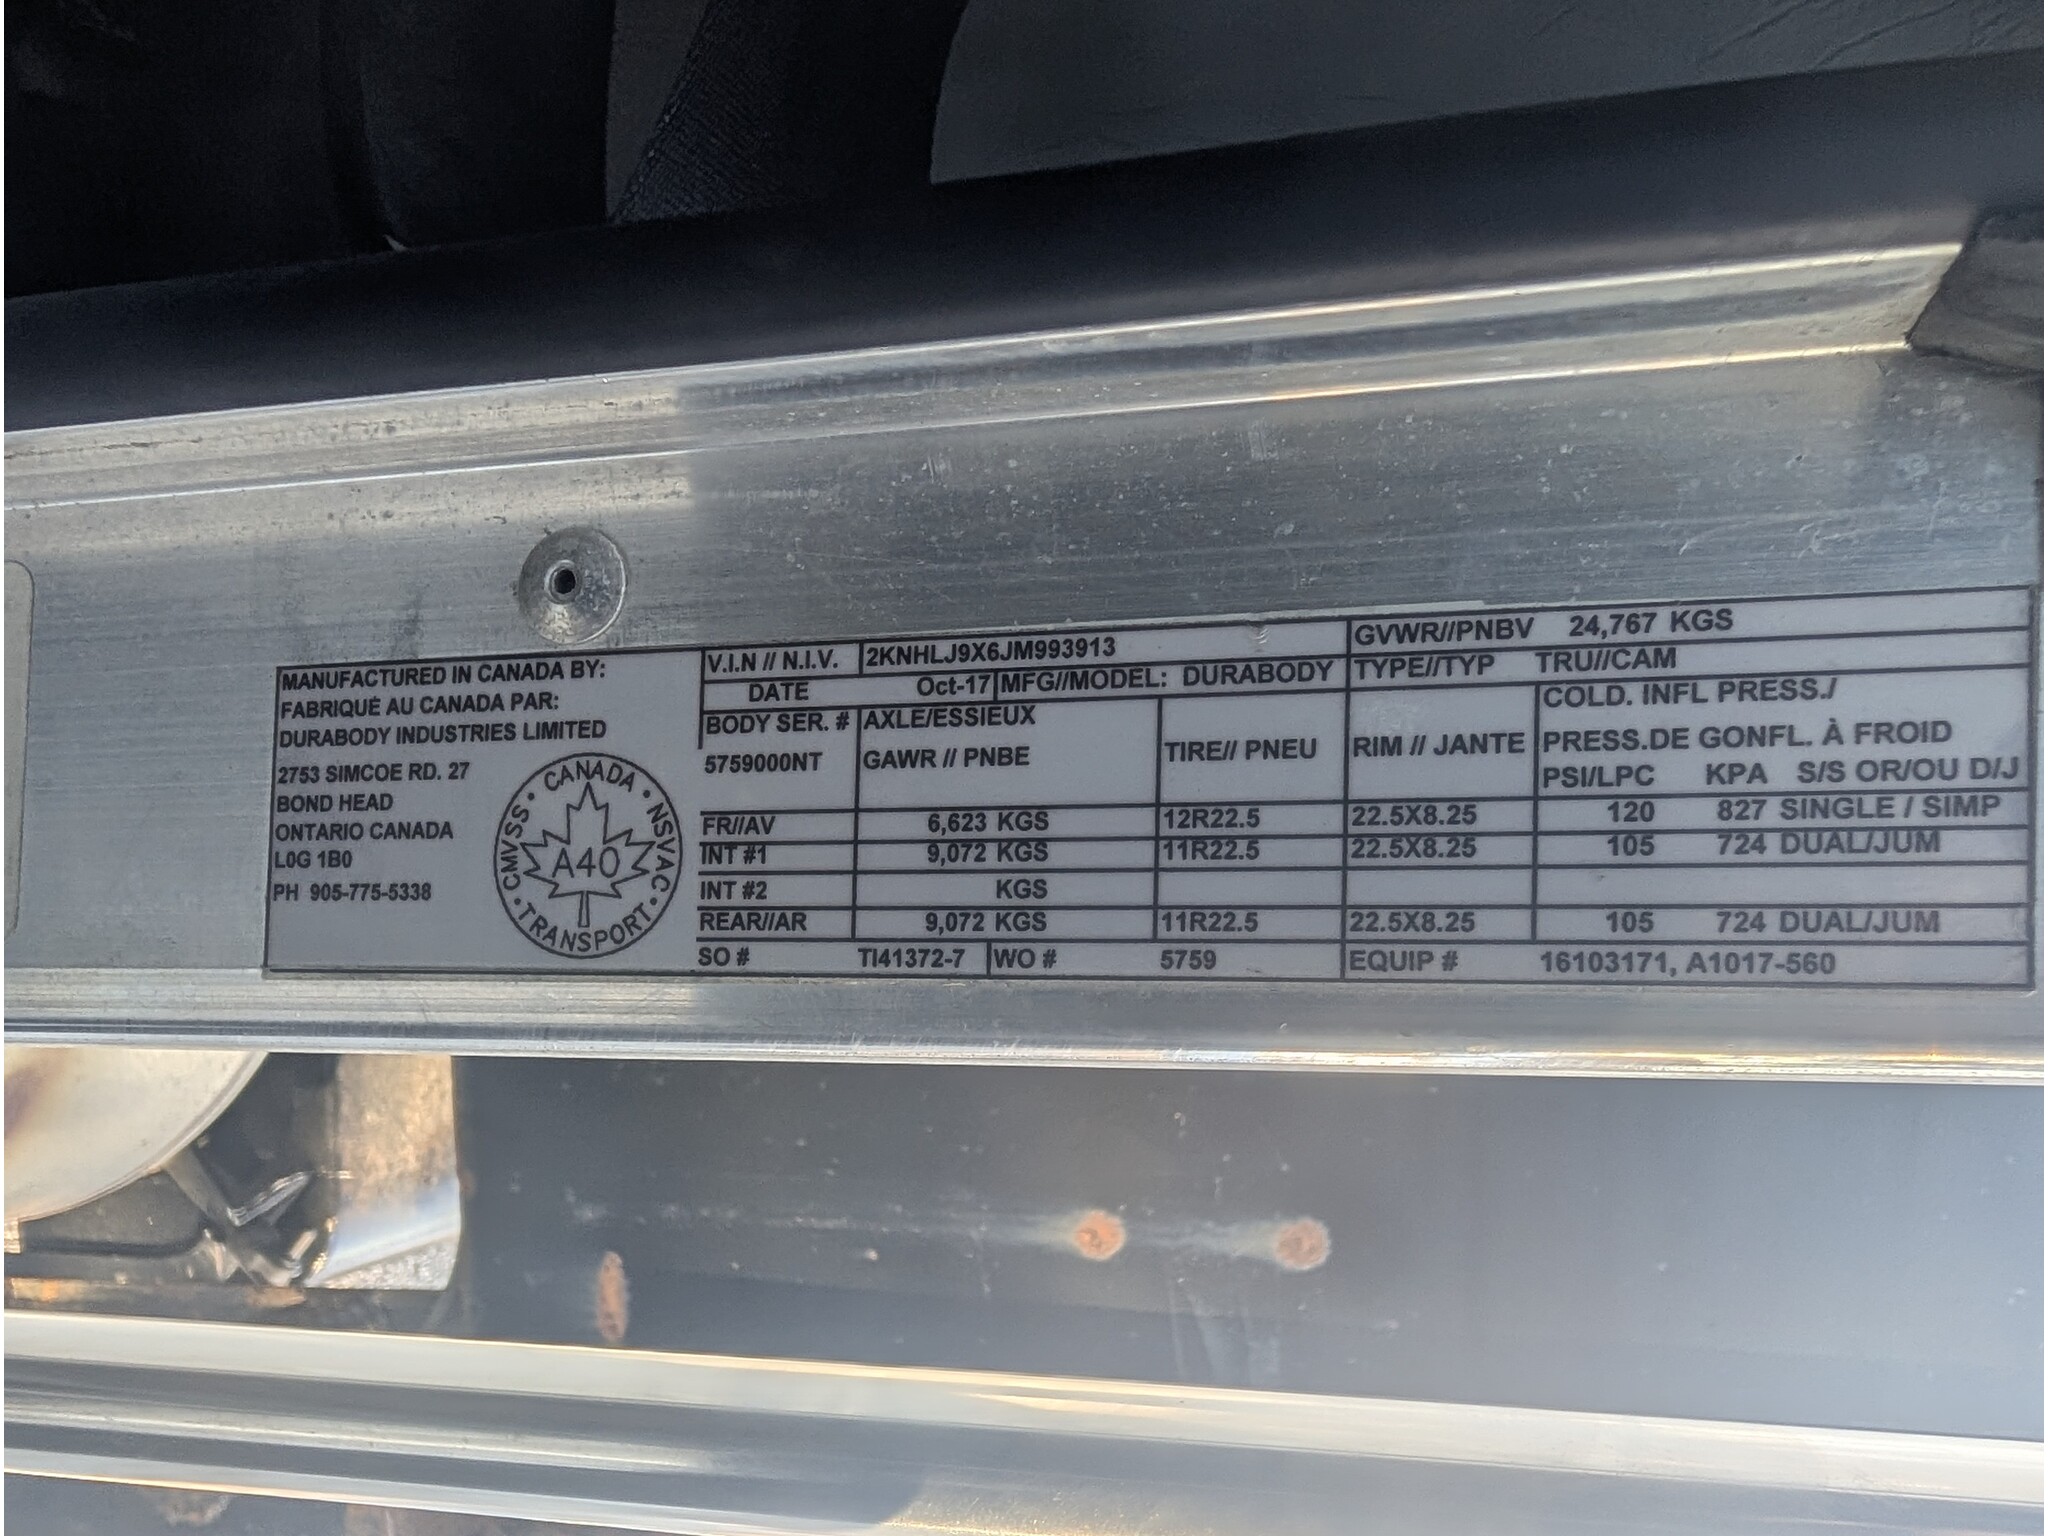 MANUFACTURED IN CANADA BY:
FABRIQUÉ AU CANADA PAR:
DURABODY INDUSTRIES LIMITED
2753 SIMCOE RD. 27
BOND HEAD
ONTARIO CANADA
L0G 1B0
PH 905-775-5338
CANADA · NSVAC · TRANSPORT · CMVSS ·
A40
V.I.N // N.I.V. 2KNHLJ9X6JM993913 GVWR//PNBV 24,767 KGS
DATE Oct-17 MFG//MODEL: DURABODY TYPE//TYP TRU//CAM
BODY SER. # AXLE/ESSIEUX COLD. INFL PRESS./
5759000NT GAWR // PNBE TIRE// PNEU RIM // JANTE PRESS.DE GONFL. À FROID
PSI/LPC KPA S/S OR/OU D/J
FR//AV 6,623 KGS 12R22.5 22.5X8.25 120 827 SINGLE / SIMP
INT #1 9,072 KGS 11R22.5 22.5X8.25 105 724 DUAL/JUM
INT #2 KGS
REAR//AR 9,072 KGS 11R22.5 22.5X8.25 105 724 DUAL/JUM
SO # TI41372-7 WO # 5759 EQUIP # 16103171, A1017-560